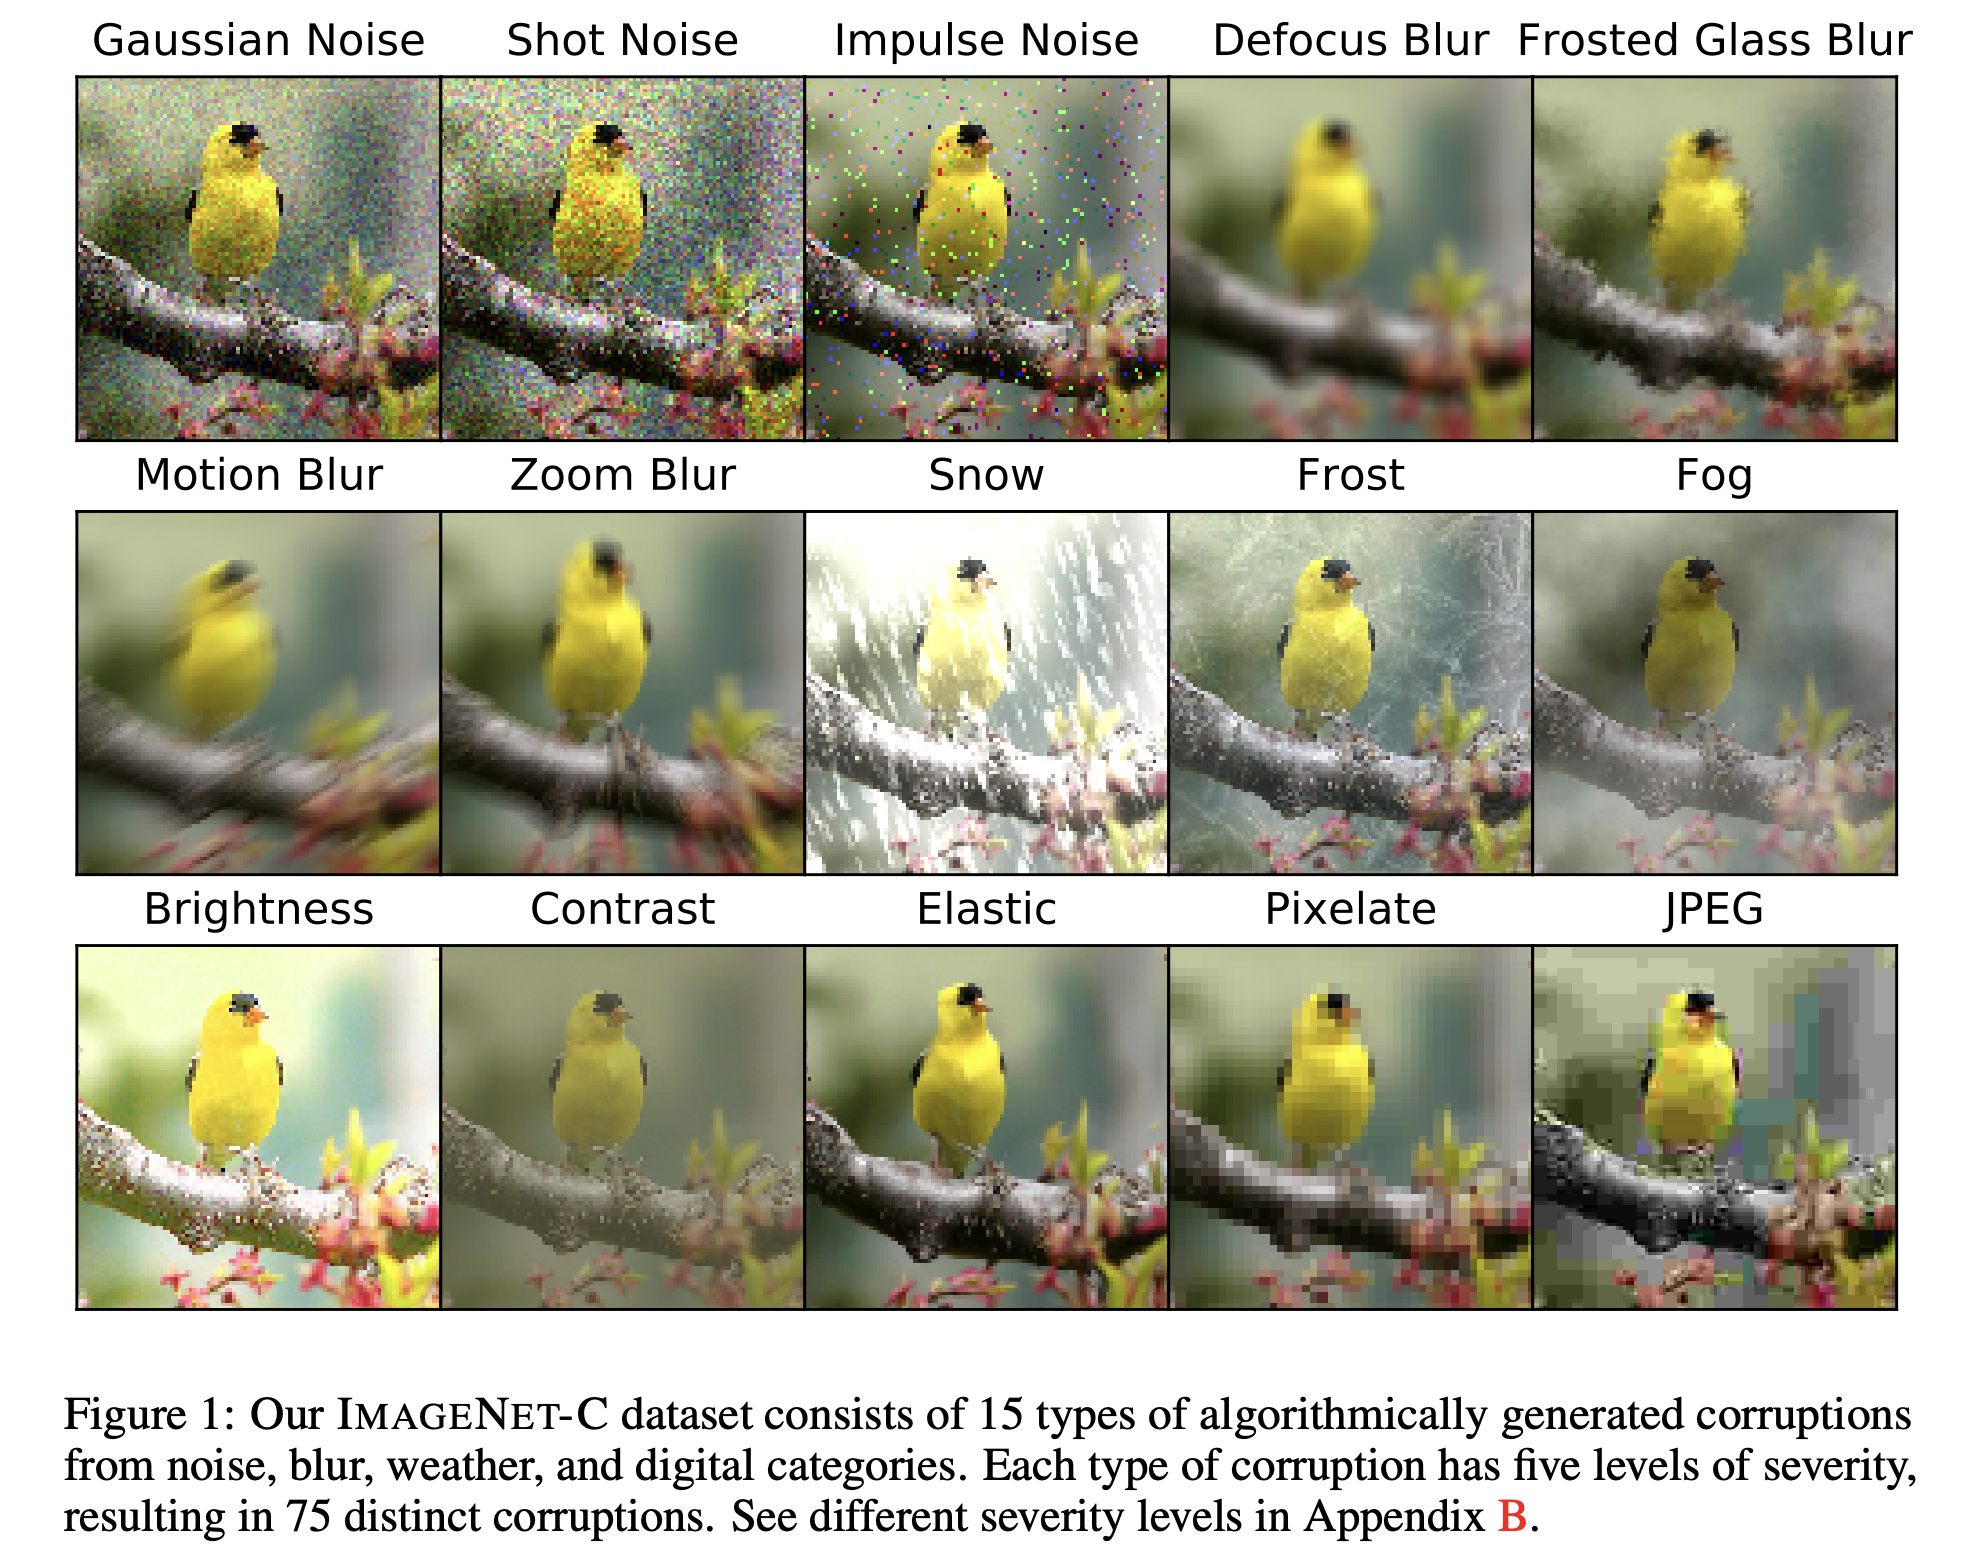 Gaussian Noise Shot Noise Impulse Noise Defocus Blur Frosted Glass Blur
Motion Blur Zoom Blur Snow Frost Fog
Brightness Contrast Elastic Pixelate JPEG
Figure 1: Our IMAGENET-C dataset consists of 15 types of algorithmically generated corruptions
from noise, blur, weather, and digital categories. Each type of corruption has five levels of severity,
resulting in 75 distinct corruptions. See different severity levels in Appendix B.